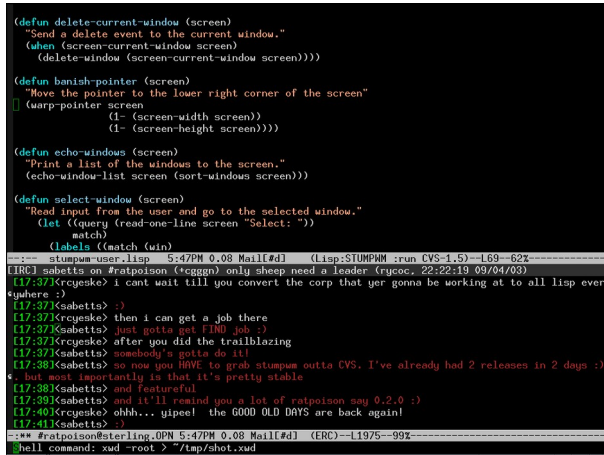 (defun delete-current-window (screen)
"Send a delete event to the current window."
(when (screen-current-window screen)
(delete-window (screen-current-window screen))))
(defun banish-pointer (screen)
"Move the pointer to the lower right corner of the screen"
(warp-pointer screen
(1- (screen-width screen))
(1- (screen-height screen))))
(defun echo-windows (screen)
"Print a list of the windows to the screen."
(echo-window-list screen (sort-windows screen)))
(defun select-window (screen)
"Read input from the user and go to the selected window."
(let ((query (read-one-line screen "Select: "))
match)
(labels ((match (win)
--:-- stumpwm-user.lisp 5:47PM 0.08 Mail[#d] (Lisp:STUMPWM :run CVS-1.5)--L69--62%--------------
[IRC] sabetts on #ratpoison (+cgggn) only sheep need a leader (rycoc, 22:22:19 09/04/03)
[17:37]<rcyeske> i cant wait till you convert the corp that yer gonna be working at to all lisp ever
ywhere :)
[17:37]<sabetts> :)
[17:37]<rcyeske> then i can get a job there
[17:37]<sabetts> just gotta get FIND job :)
[17:37]<rcyeske> after you did the trailblazing
[17:37]<sabetts> somebody's gotta do it!
[17:38]<sabetts> so now you HAVE to grab stumpwm outta CVS. I've already had 2 releases in 2 days :)
. but most importantly is that it's pretty stable
[17:38]<sabetts> and featureful
[17:39]<sabetts> and it'll remind you a lot of ratpoison say 0.2.0 :)
[17:40]<rcyeske> ohhh... yipee! the GOOD OLD DAYS are back again!
[17:41]<sabetts> :)
-:** #ratpoison@sterling.OPN 5:47PM 0.08 Mail[#d] (ERC)--L1975--99%--------------
Shell command: xwd -root > ~/tmp/shot.xwd